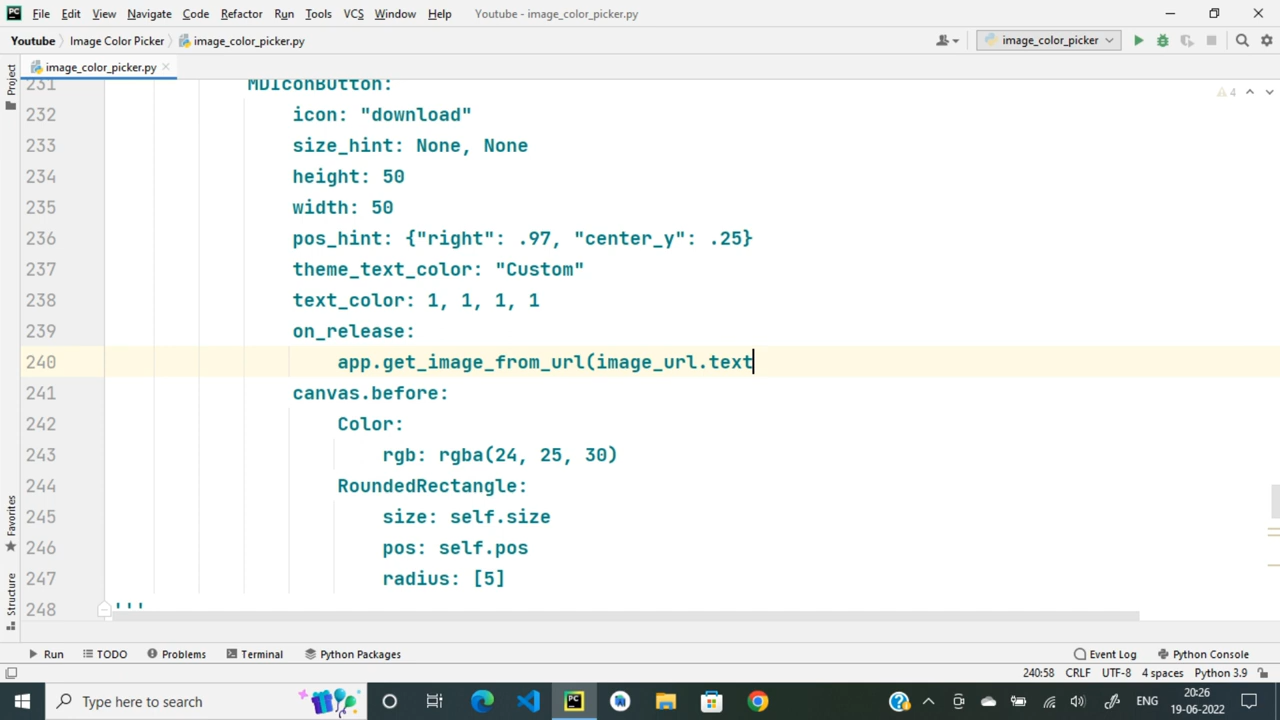 PC File Edit View Navigate Code Refactor Run Tools VCS Window Help Youtube - image_color_picker.py
Youtube Image Color Picker image_color_picker.py image_color_picker
image_color_picker.py
Project
4
231 MDIconButton:
232 icon: "download"
233 size_hint: None, None
234 height: 50
235 width: 50
236 pos_hint: {"right": .97, "center_y": .25}
237 theme_text_color: "Custom"
238 text_color: 1, 1, 1, 1
239 on_release:
240 app.get_image_from_url(image_url.text
241 canvas.before:
242 Color:
243 rgb: rgba(24, 25, 30)
244 RoundedRectangle:
245 size: self.size
246 pos: self.pos
247 radius: [5]
248 '''
Favorites
Structure
Run TODO Problems Terminal Python Packages Event Log Python Console
240:58 CRLF UTF-8 4 spaces Python 3.9
Type here to search PC ENG 20:26
19-06-2022